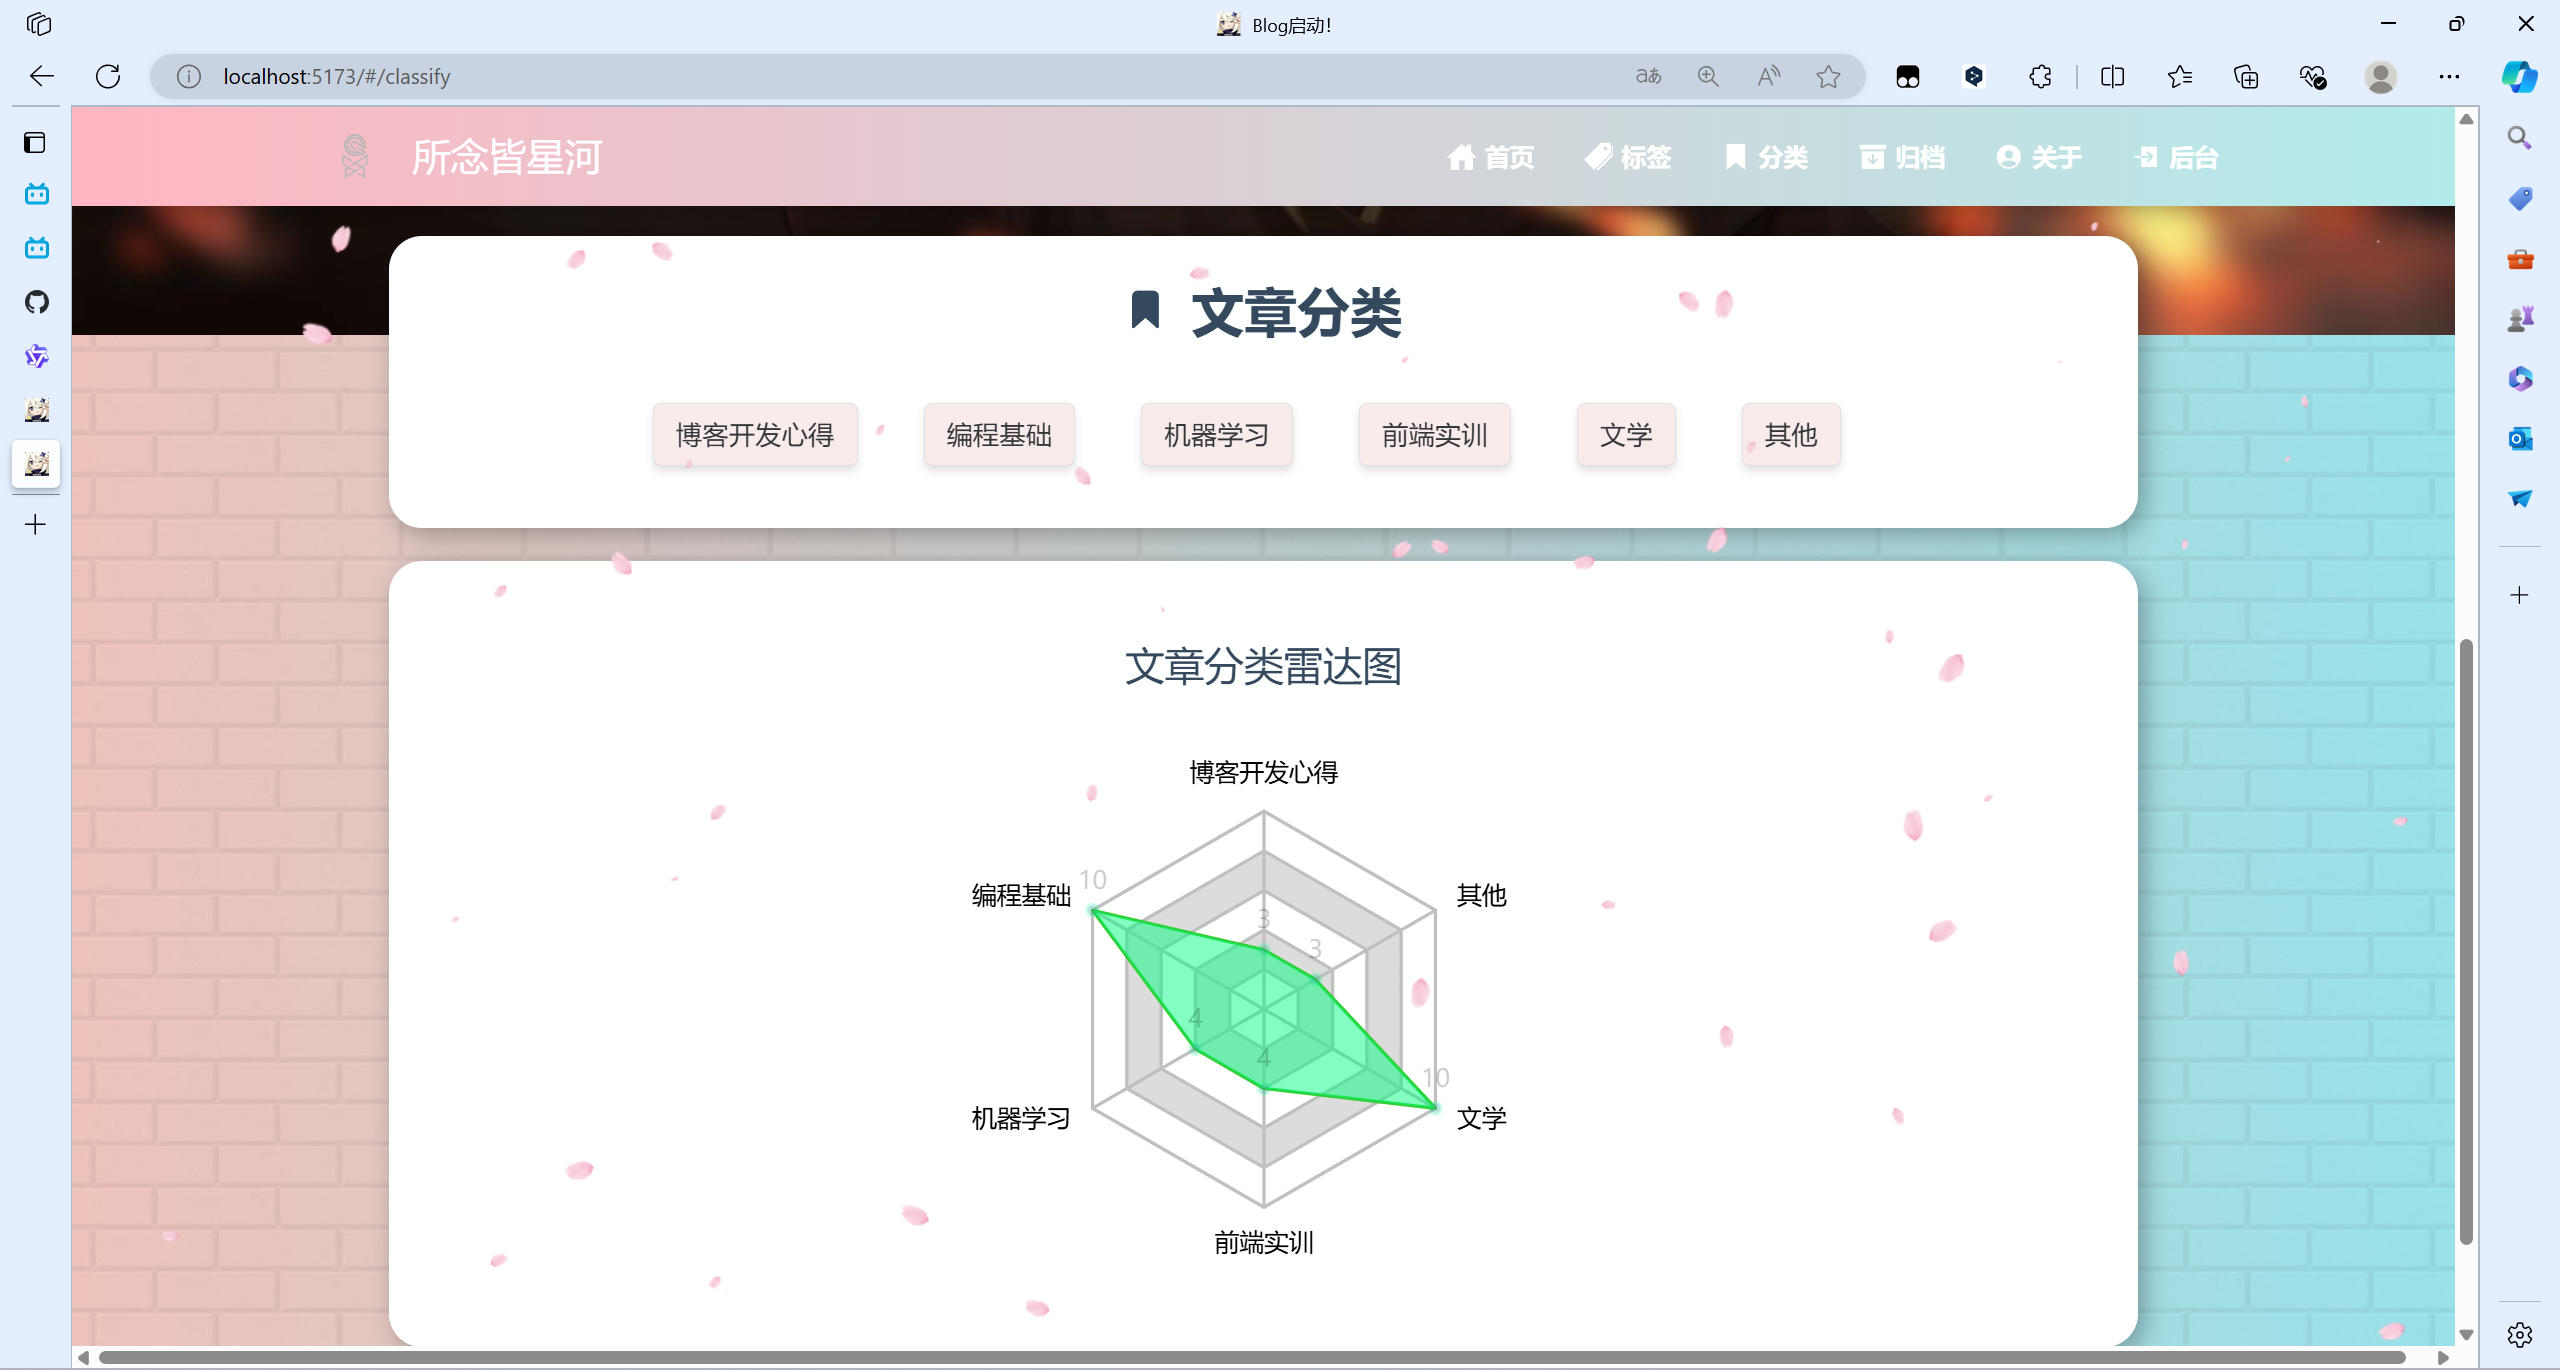 Blog启动!
localhost:5173/#/classify
所念皆星河
首页 标签 分类 归档 关于 后台
文章分类
博客开发心得 编程基础 机器学习 前端实训 文学 其他
文章分类雷达图
博客开发心得
10
编程基础
其他
3
3
4
4
10
机器学习
文学
前端实训